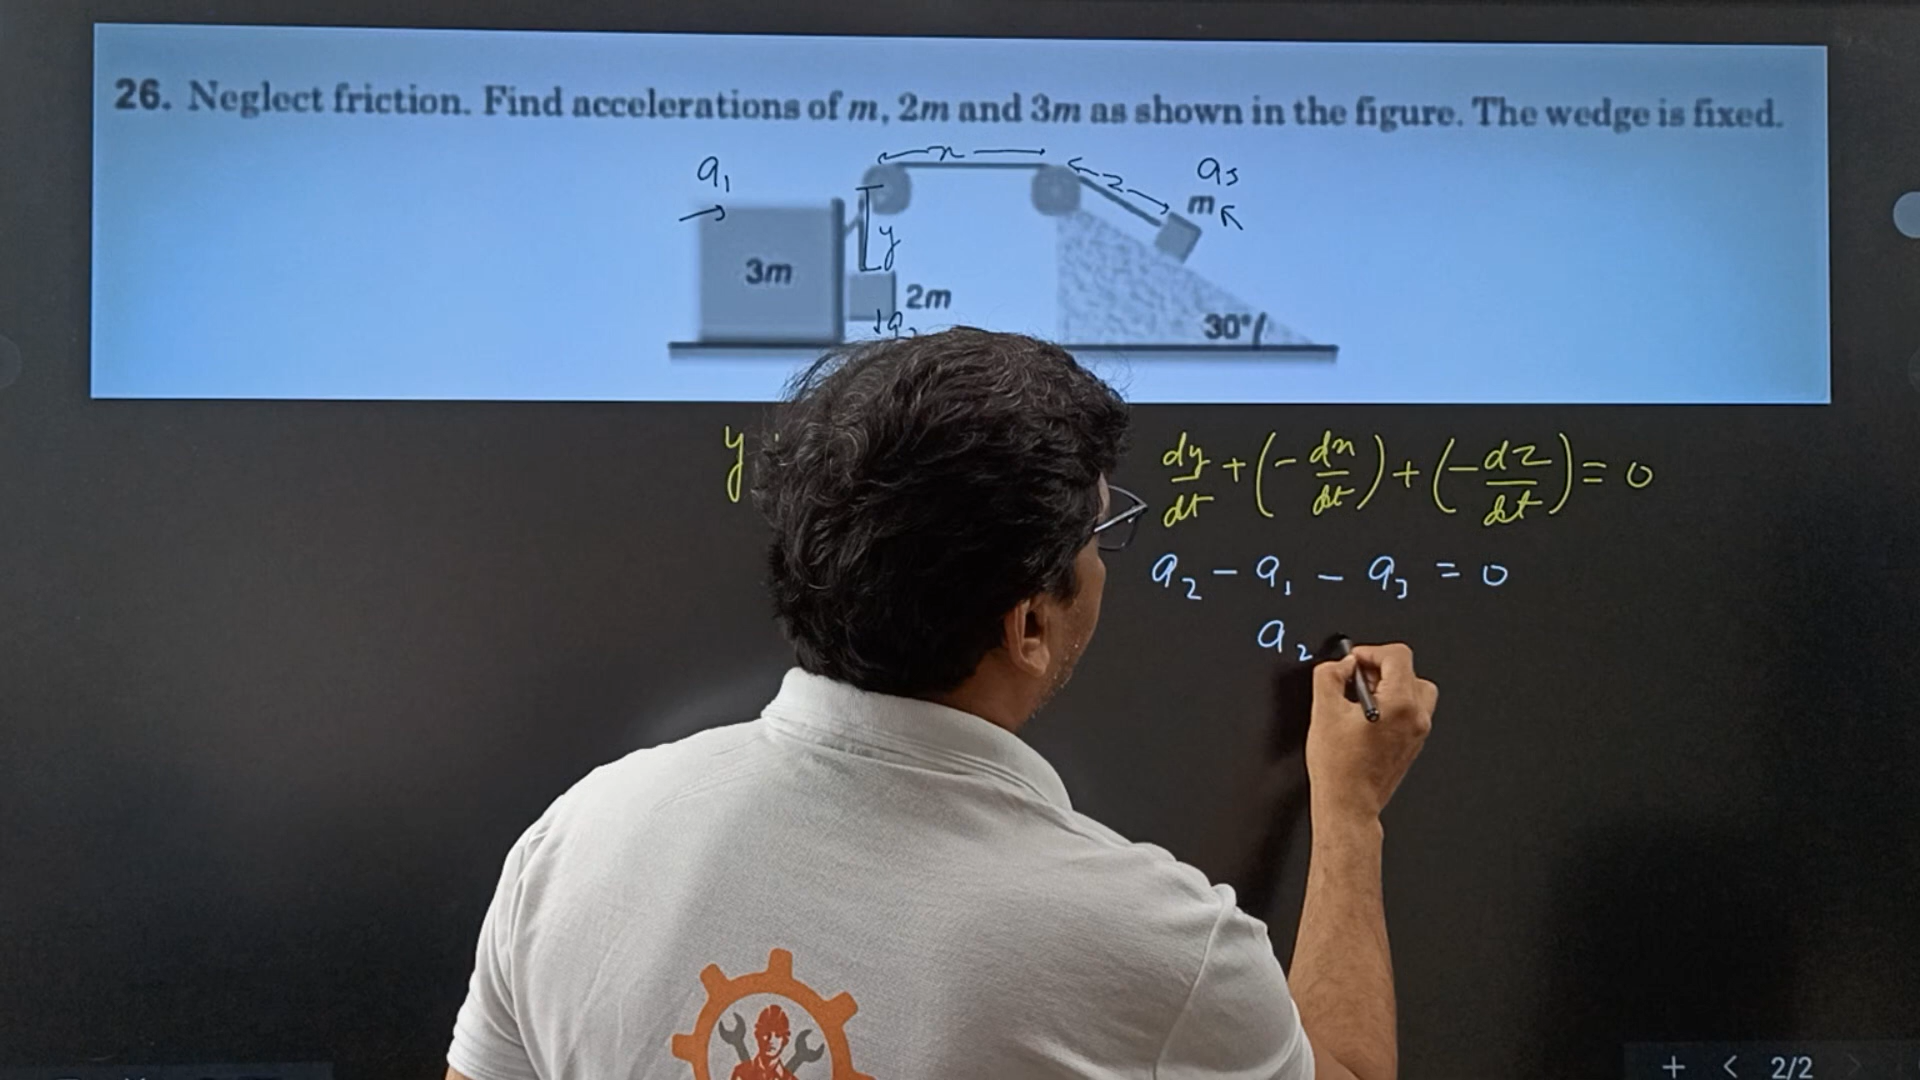 26. Neglect friction. Find accelerations of m, 2m and 3m as shown in the figure. The wedge is fixed.
x
a₁
z
a₃
m
y
3m
2m
30°
y
dy/dt + (-dx/dt) + (-dz/dt) = 0
a₂ - a₁ - a₃ = 0
a₂
+ < 2/2 >